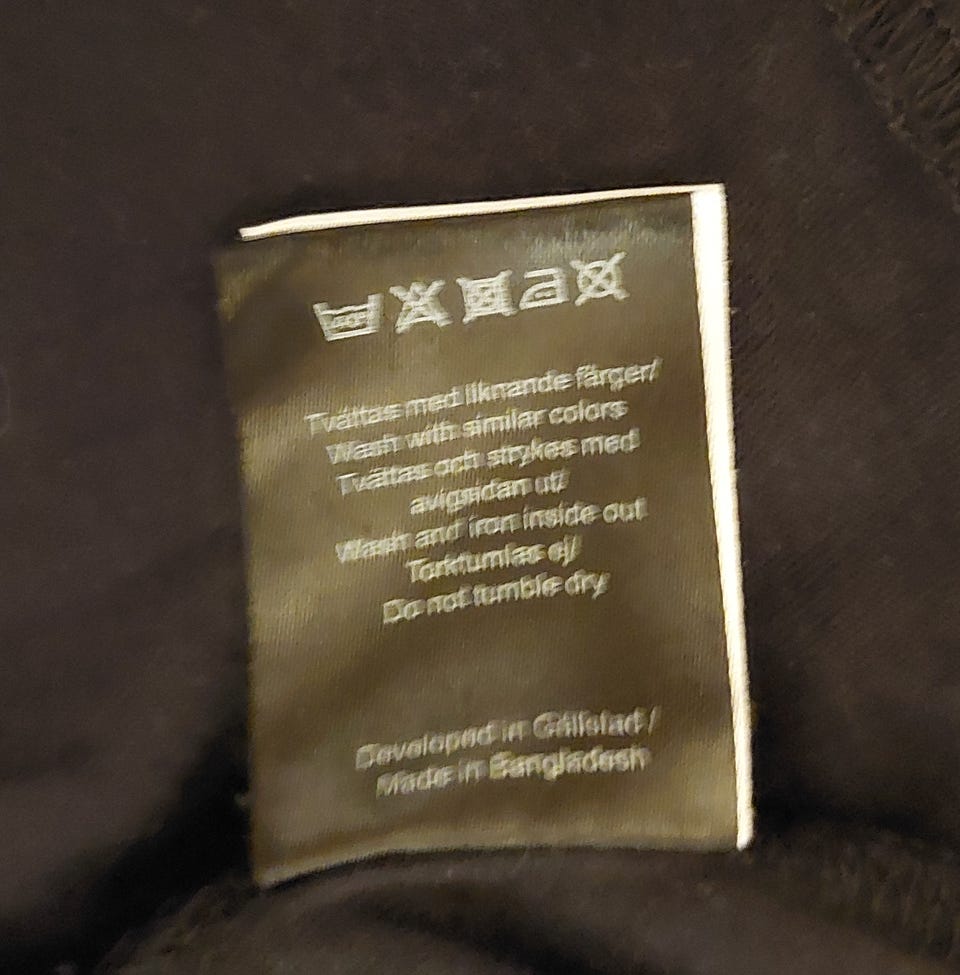 Tvättas med liknande färger/
Wash with similar colors
Tvättas och strykes med
avigsidan ut/
Wash and iron inside out
Torktumlas ej/
Do not tumble dry
Developed in Gällstad /
Made in Bangladesh